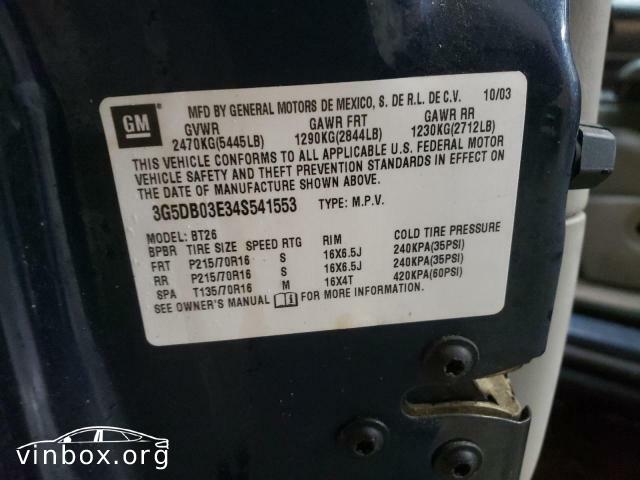 GM
MFD BY GENERAL MOTORS DE MEXICO, S. DE R.L. DE C.V. 10/03
GVWR GAWR FRT GAWR RR
2470KG(5445LB) 1290KG(2844LB) 1230KG(2712LB)
THIS VEHICLE CONFORMS TO ALL APPLICABLE U.S. FEDERAL MOTOR
VEHICLE SAFETY AND THEFT PREVENTION STANDARDS IN EFFECT ON
THE DATE OF MANUFACTURE SHOWN ABOVE.
3G5DB03E34S541553 TYPE: M.P.V.
MODEL: BT26
BPBR TIRE SIZE SPEED RTG RIM COLD TIRE PRESSURE
FRT P215/70R16 S 16X6.5J 240KPA(35PSI)
RR P215/70R16 S 16X6.5J 240KPA(35PSI)
SPA T135/70R16 M 16X4T 420KPA(60PSI)
SEE OWNER'S MANUAL FOR MORE INFORMATION.
vinbox.org